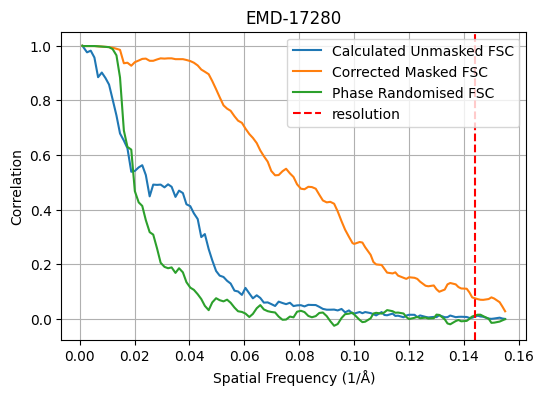 EMD-17280
Calculated Unmasked FSC
Corrected Masked FSC
Phase Randomised FSC
resolution
Correlation
1.0
0.8
0.6
0.4
0.2
0.0
0.00 0.02 0.04 0.06 0.08 0.10 0.12 0.14 0.16
Spatial Frequency (1/Å)